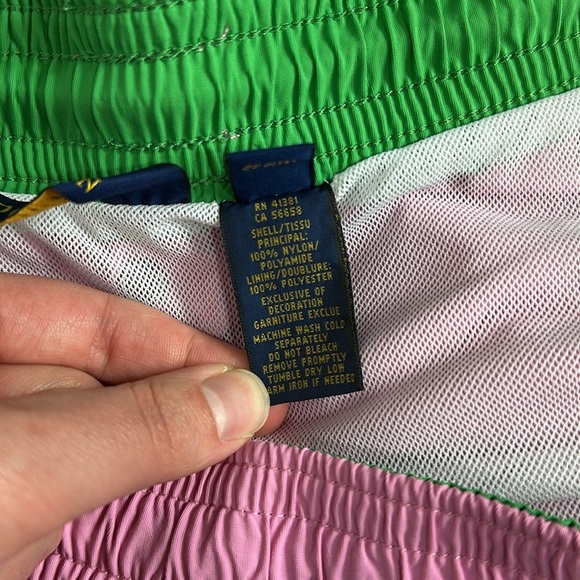 RN 41381
CA 56658
SHELL/TISSU
PRINCIPAL:
100% NYLON/
POLYAMIDE
LINING/DOUBLURE:
100% POLYESTER
EXCLUSIVE OF
DECORATION
GARNITURE EXCLUE
MACHINE WASH COLD
SEPARATELY
DO NOT BLEACH
REMOVE PROMPTLY
TUMBLE DRY LOW
ARM IRON IF NEEDED